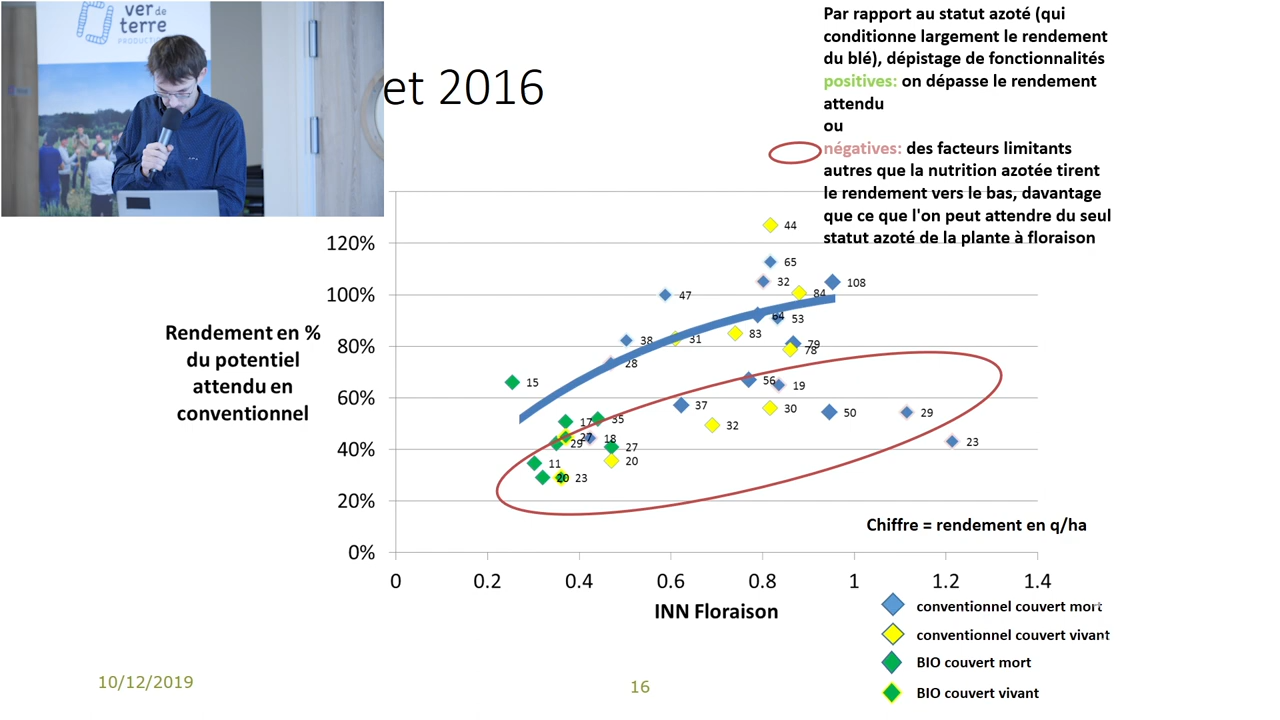 ver de
terre
PRODUCTION
et 2016
Par rapport au statut azoté (qui
conditionne largement le rendement
du blé), dépistage de fonctionnalités
positives: on dépasse le rendement
attendu
ou
négatives: des facteurs limitants
autres que la nutrition azotée tirent
le rendement vers le bas, davantage
que ce que l'on peut attendre du seul
statut azoté de la plante à floraison
Rendement en %
du potentiel
attendu en
conventionnel
120%
100%
80%
60%
40%
20%
0%
44
65
32
108
84
47
64
53
38
31
83
79
78
28
15
56
19
37
30
50
29
23
32
17
35
27
18
29
27
20
11
20
23
Chiffre = rendement en q/ha
0
0.2
0.4
0.6
0.8
1
1.2
1.4
INN Floraison
conventionnel couvert mort
conventionnel couvert vivant
BIO couvert mort
BIO couvert vivant
10/12/2019
16